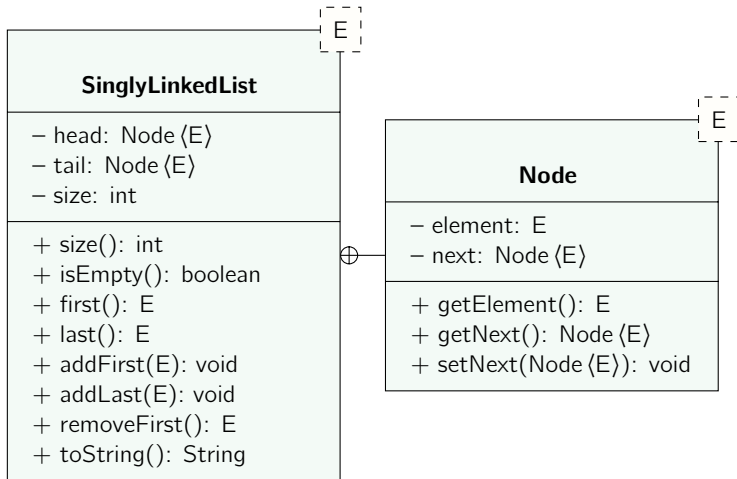 E
SinglyLinkedList
– head: Node ⟨E⟩
– tail: Node ⟨E⟩
– size: int
+ size(): int
+ isEmpty(): boolean
+ first(): E
+ last(): E
+ addFirst(E): void
+ addLast(E): void
+ removeFirst(): E
+ toString(): String
E
Node
– element: E
– next: Node ⟨E⟩
+ getElement(): E
+ getNext(): Node ⟨E⟩
+ setNext(Node ⟨E⟩): void